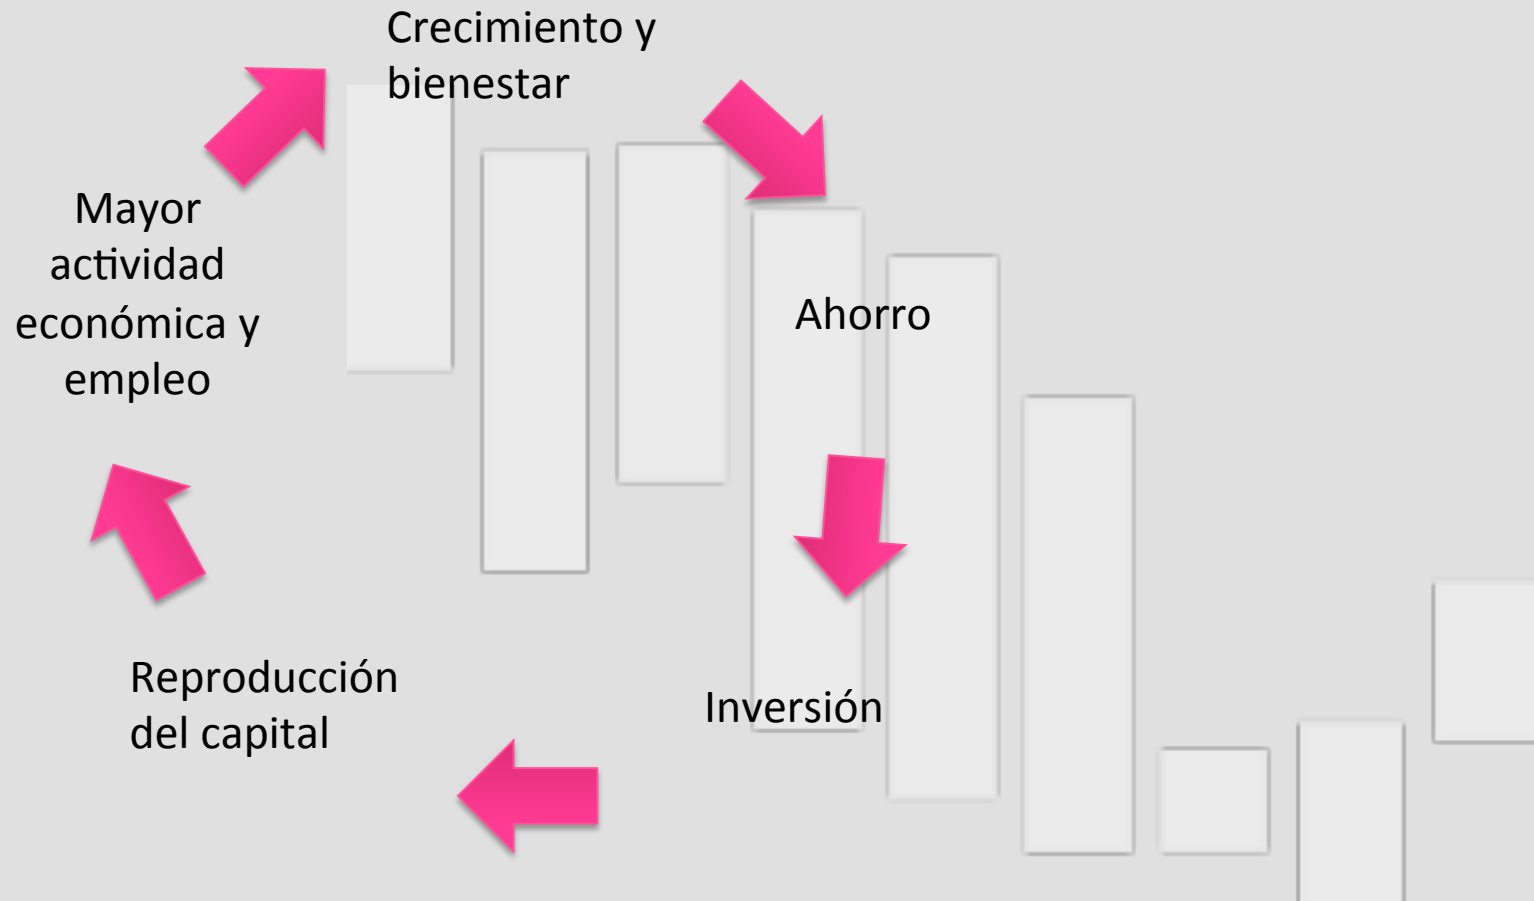 Crecimiento y
bienestar
Mayor
actividad
económica y
empleo
Ahorro
Reproducción
del capital
Inversión